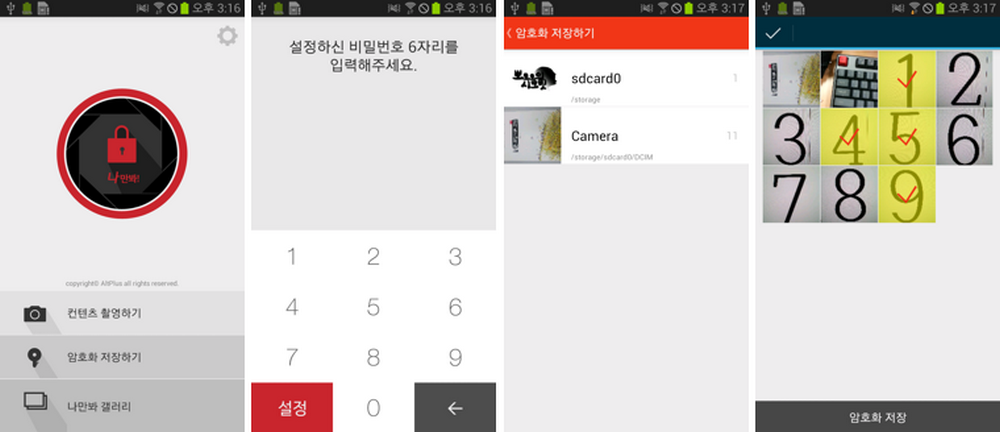 오후 3:16
나만봐!
copyright© AltPlus all rights reserved.
컨텐츠 촬영하기
암호화 저장하기
나만봐 갤러리
오후 3:16
설정하신 비밀번호 6자리를
입력해주세요.
1 2 3
4 5 6
7 8 9
설정 0
오후 3:17
암호화 저장하기
sdcard0 1
/storage
Camera 11
/storage/sdcard0/DCIM
오후 3:17
1 2
3 4 5 6
7 8 9
암호화 저장